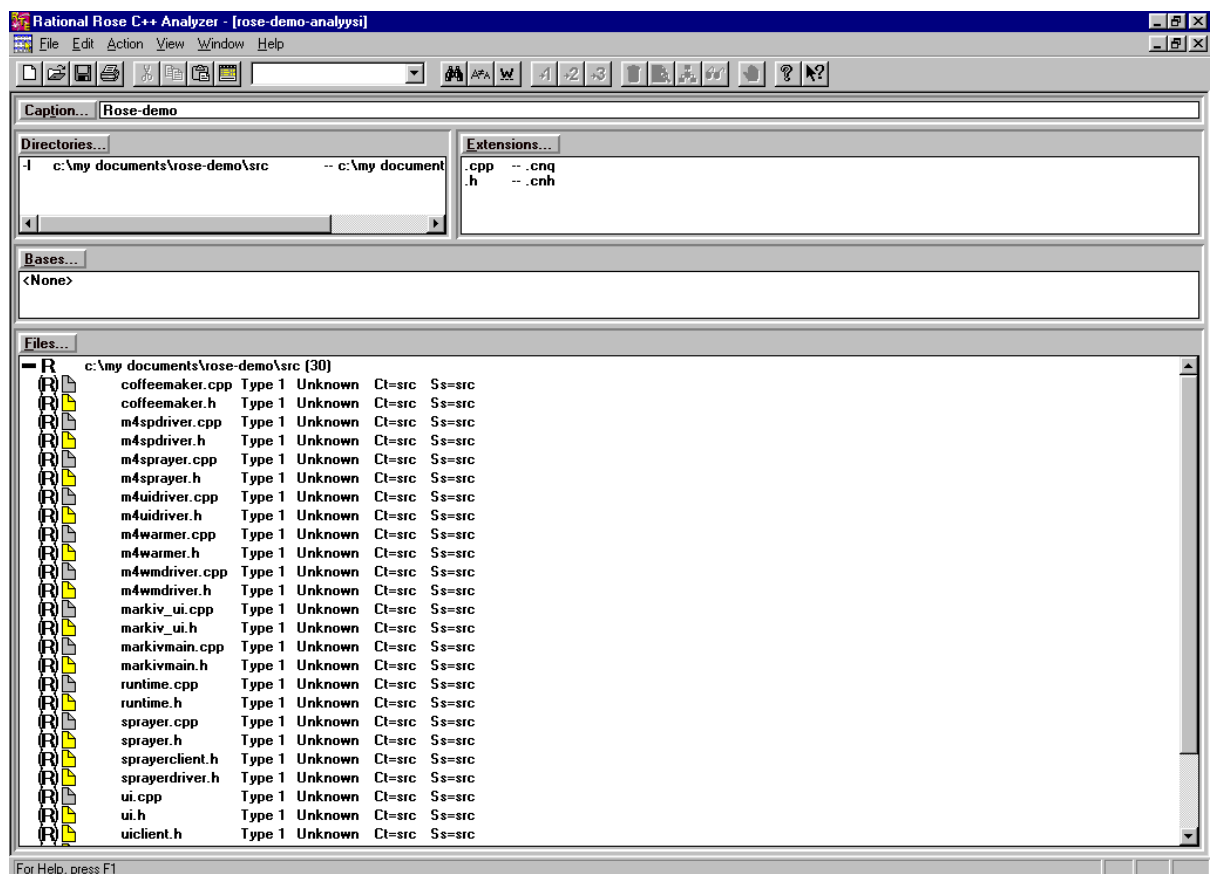 Rational Rose C++ Analyzer - [rose-demo-analyysi]
File Edit Action View Window Help
Caption... Rose-demo
Directories... Extensions...
-I c:\my documents\rose-demo\src -- c:\my document .cpp -- .cnq
.h -- .cnh
Bases...
<None>
Files...
R c:\my documents\rose-demo\src (30)
(R) coffeemaker.cpp Type 1 Unknown Ct=src Ss=src
(R) coffeemaker.h Type 1 Unknown Ct=src Ss=src
(R) m4spdriver.cpp Type 1 Unknown Ct=src Ss=src
(R) m4spdriver.h Type 1 Unknown Ct=src Ss=src
(R) m4sprayer.cpp Type 1 Unknown Ct=src Ss=src
(R) m4sprayer.h Type 1 Unknown Ct=src Ss=src
(R) m4uidriver.cpp Type 1 Unknown Ct=src Ss=src
(R) m4uidriver.h Type 1 Unknown Ct=src Ss=src
(R) m4warmer.cpp Type 1 Unknown Ct=src Ss=src
(R) m4warmer.h Type 1 Unknown Ct=src Ss=src
(R) m4wmdriver.cpp Type 1 Unknown Ct=src Ss=src
(R) m4wmdriver.h Type 1 Unknown Ct=src Ss=src
(R) markiv_ui.cpp Type 1 Unknown Ct=src Ss=src
(R) markiv_ui.h Type 1 Unknown Ct=src Ss=src
(R) markivmain.cpp Type 1 Unknown Ct=src Ss=src
(R) markivmain.h Type 1 Unknown Ct=src Ss=src
(R) runtime.cpp Type 1 Unknown Ct=src Ss=src
(R) runtime.h Type 1 Unknown Ct=src Ss=src
(R) sprayer.cpp Type 1 Unknown Ct=src Ss=src
(R) sprayer.h Type 1 Unknown Ct=src Ss=src
(R) sprayerclient.h Type 1 Unknown Ct=src Ss=src
(R) sprayerdriver.h Type 1 Unknown Ct=src Ss=src
(R) ui.cpp Type 1 Unknown Ct=src Ss=src
(R) ui.h Type 1 Unknown Ct=src Ss=src
(R) uiclient.h Type 1 Unknown Ct=src Ss=src
For Help, press F1